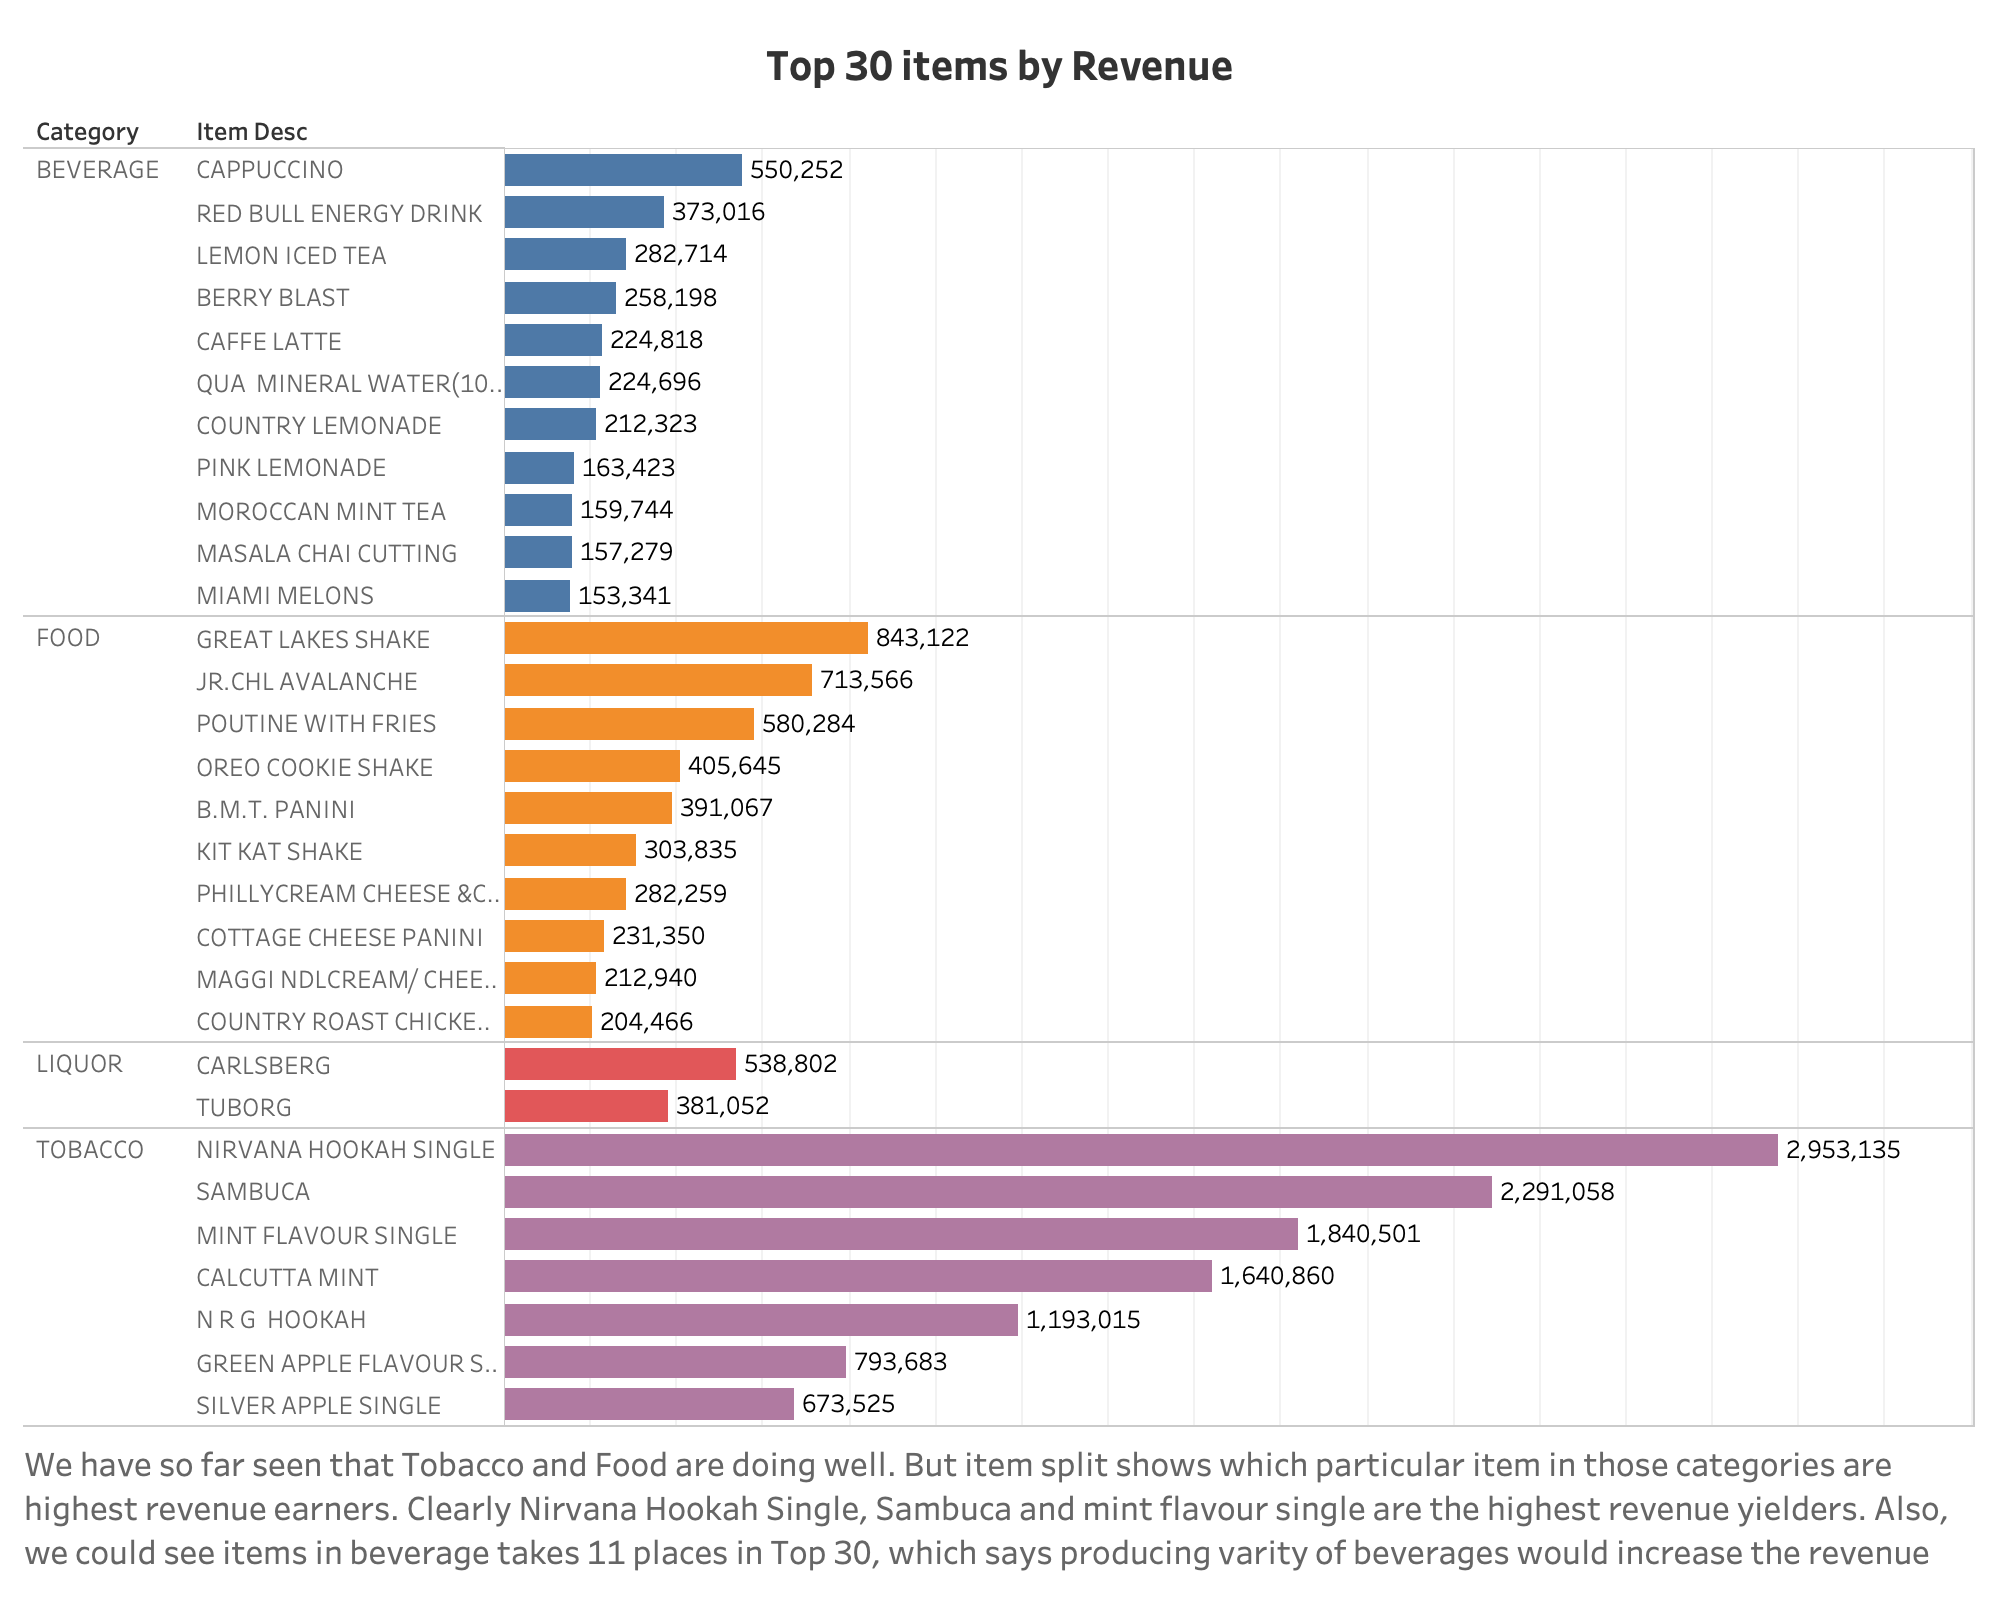 Top 30 items by Revenue
Category Item Desc
BEVERAGE CAPPUCCINO 550,252
RED BULL ENERGY DRINK 373,016
LEMON ICED TEA 282,714
BERRY BLAST 258,198
CAFFE LATTE 224,818
QUA  MINERAL WATER(10.. 224,696
COUNTRY LEMONADE 212,323
PINK LEMONADE 163,423
MOROCCAN MINT TEA 159,744
MASALA CHAI CUTTING 157,279
MIAMI MELONS 153,341
FOOD GREAT LAKES SHAKE 843,122
JR.CHL AVALANCHE 713,566
POUTINE WITH FRIES 580,284
OREO COOKIE SHAKE 405,645
B.M.T. PANINI 391,067
KIT KAT SHAKE 303,835
PHILLYCREAM CHEESE &C.. 282,259
COTTAGE CHEESE PANINI 231,350
MAGGI NDLCREAM/ CHEE.. 212,940
COUNTRY ROAST CHICKE.. 204,466
LIQUOR CARLSBERG 538,802
TUBORG 381,052
TOBACCO NIRVANA HOOKAH SINGLE 2,953,135
SAMBUCA 2,291,058
MINT FLAVOUR SINGLE 1,840,501
CALCUTTA MINT 1,640,860
N R G  HOOKAH 1,193,015
GREEN APPLE FLAVOUR S.. 793,683
SILVER APPLE SINGLE 673,525
We have so far seen that Tobacco and Food are doing well. But item split shows which particular item in those categories are
highest revenue earners. Clearly Nirvana Hookah Single, Sambuca and mint flavour single are the highest revenue yielders. Also,
we could see items in beverage takes 11 places in Top 30, which says producing varity of beverages would increase the revenue